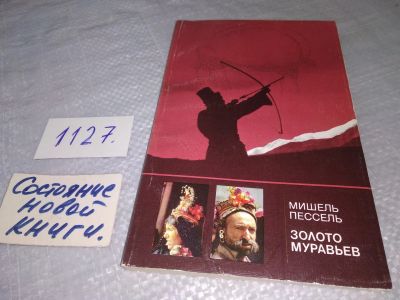 1127.
Состояние
новой
книги.
МИШЕЛЬ
ПЕССЕЛЬ
ЗОЛОТО
МУРАВЬЕВ